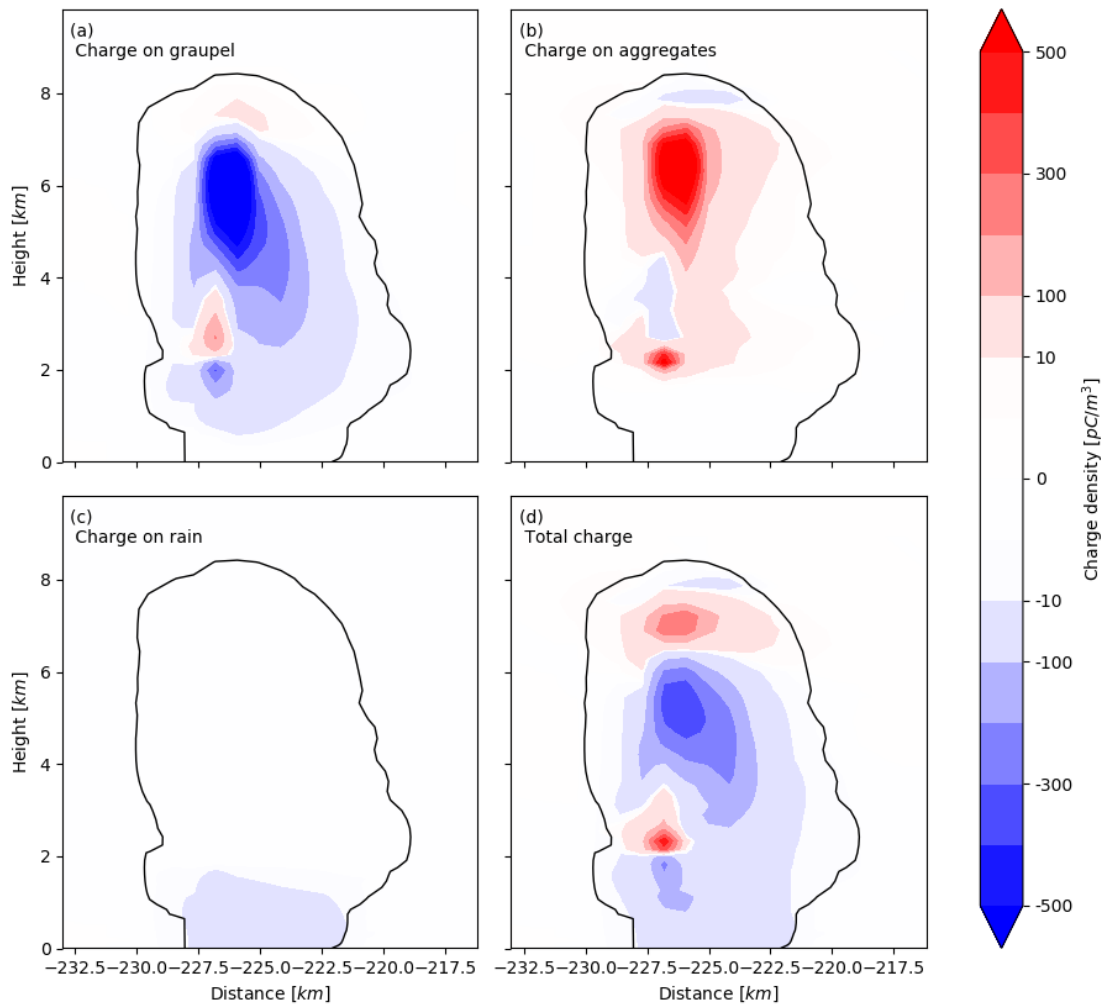 (a)
Charge on graupel
(b)
Charge on aggregates
8
6
4
2
0
Height [km]
(c)
Charge on rain
(d)
Total charge
8
6
4
2
0
Height [km]
−232.5 −230.0 −227.5 −225.0 −222.5 −220.0 −217.5
Distance [km]
−232.5 −230.0 −227.5 −225.0 −222.5 −220.0 −217.5
Distance [km]
500
300
100
10
0
-10
-100
-300
-500
Charge density [pC/m³]